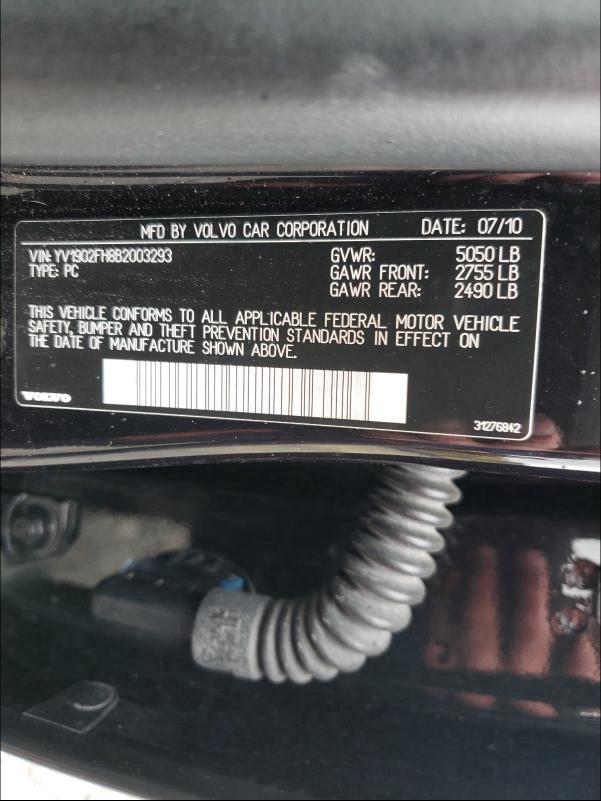 MFD BY VOLVO CAR CORPORATION DATE: 07/10
VIN: YV1902FH8B2003293 GVWR: 5050 LB
TYPE: PC GAWR FRONT: 2755 LB
GAWR REAR: 2490 LB
THIS VEHICLE CONFORMS TO ALL APPLICABLE FEDERAL MOTOR VEHICLE
SAFETY, BUMPER AND THEFT PREVENTION STANDARDS IN EFFECT ON
THE DATE OF MANUFACTURE SHOWN ABOVE.
VOLVO 31276842